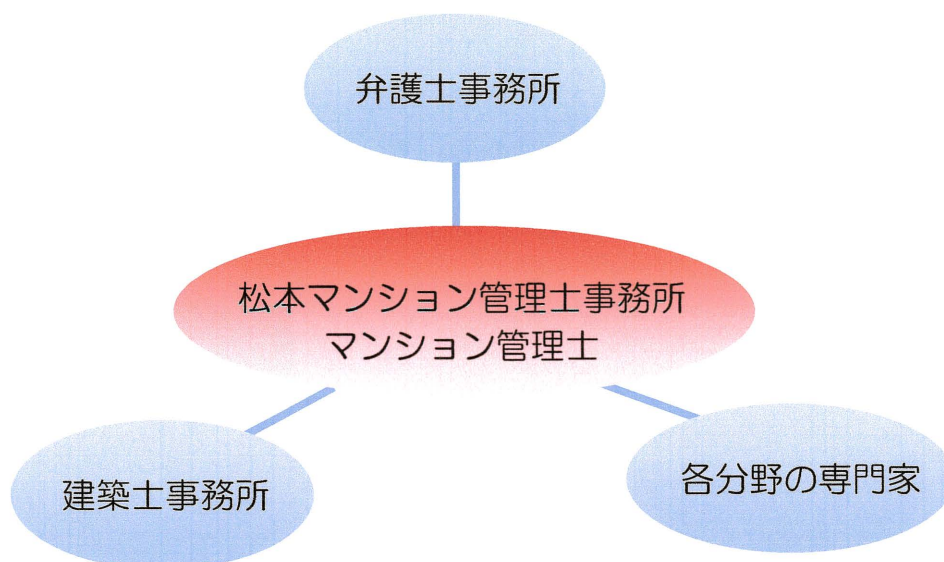 弁護士事務所
松本マンション管理士事務所
マンション管理士
建築士事務所
各分野の専門家